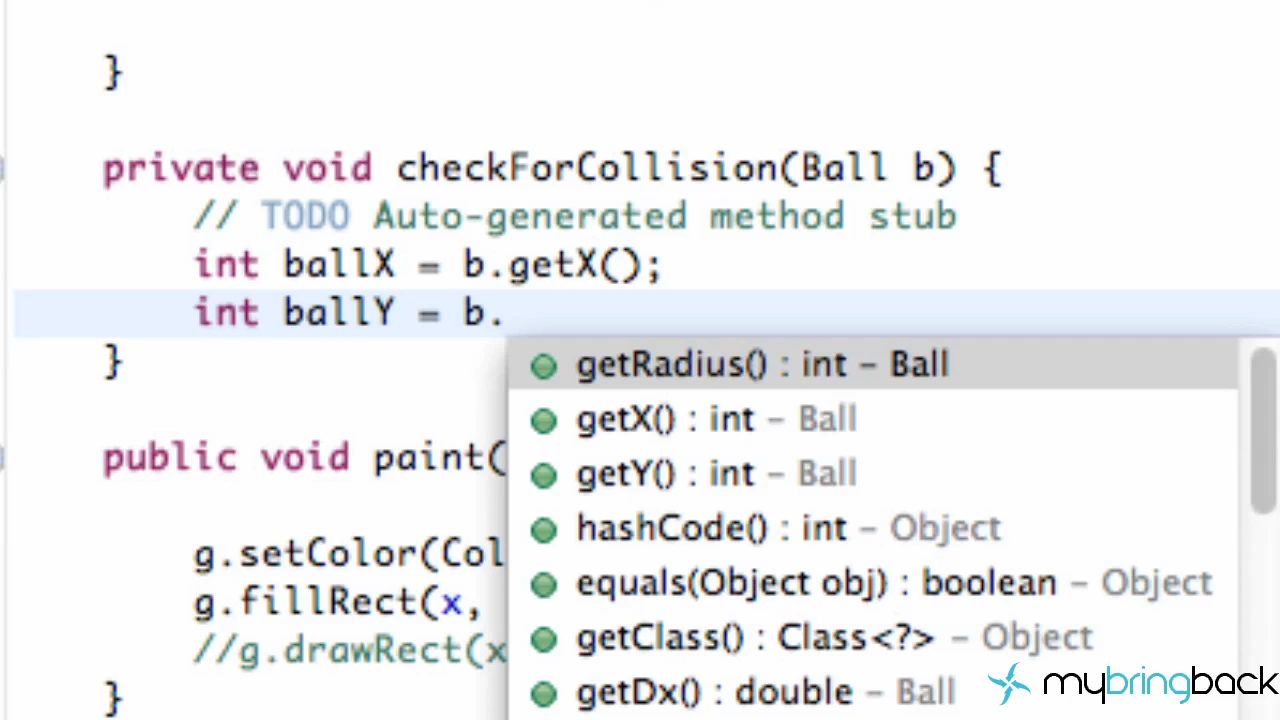 }
private void checkForCollision(Ball b) {
// TODO Auto-generated method stub
int ballX = b.getX();
int ballY = b.
}
getRadius() : int – Ball
getX() : int – Ball
getY() : int – Ball
hashCode() : int – Object
equals(Object obj) : boolean – Object
getClass() : Class<?> – Object
getDx() : double – Ball
public void paint(
g.setColor(Col
g.fillRect(x,
//g.drawRect(x
}
mybringback